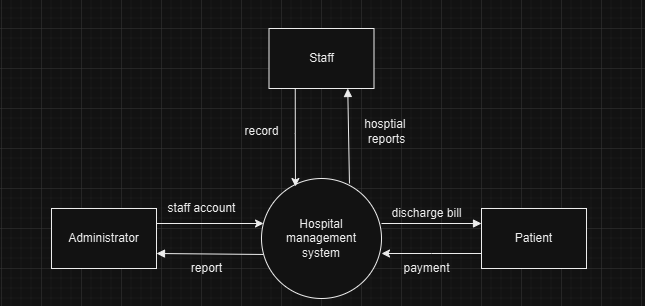 Staff
record
hosptial
reports
staff account
discharge bill
Administrator
Hospital
management
system
Patient
report
payment